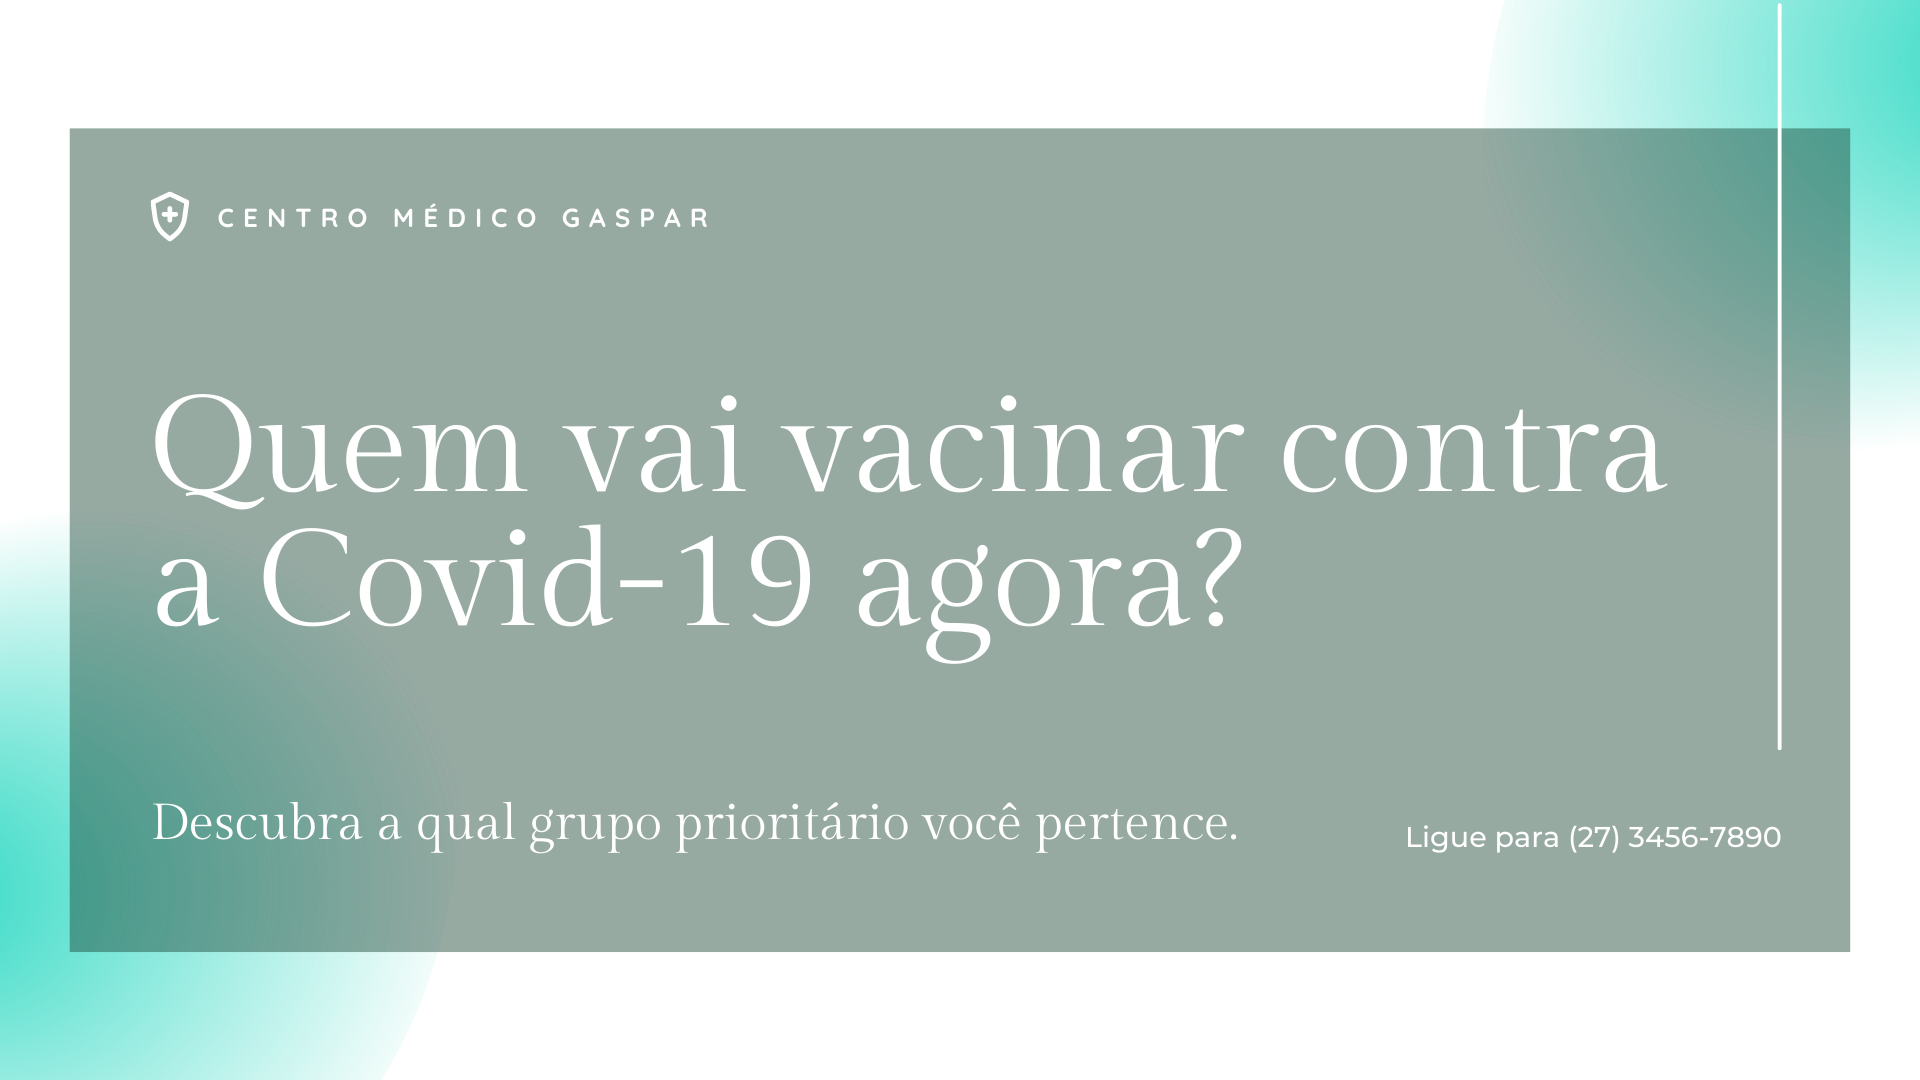 CENTRO MÉDICO GASPAR
Quem vai vacinar contra
a Covid-19 agora?
Descubra a qual grupo prioritário você pertence.
Ligue para (27) 3456-7890